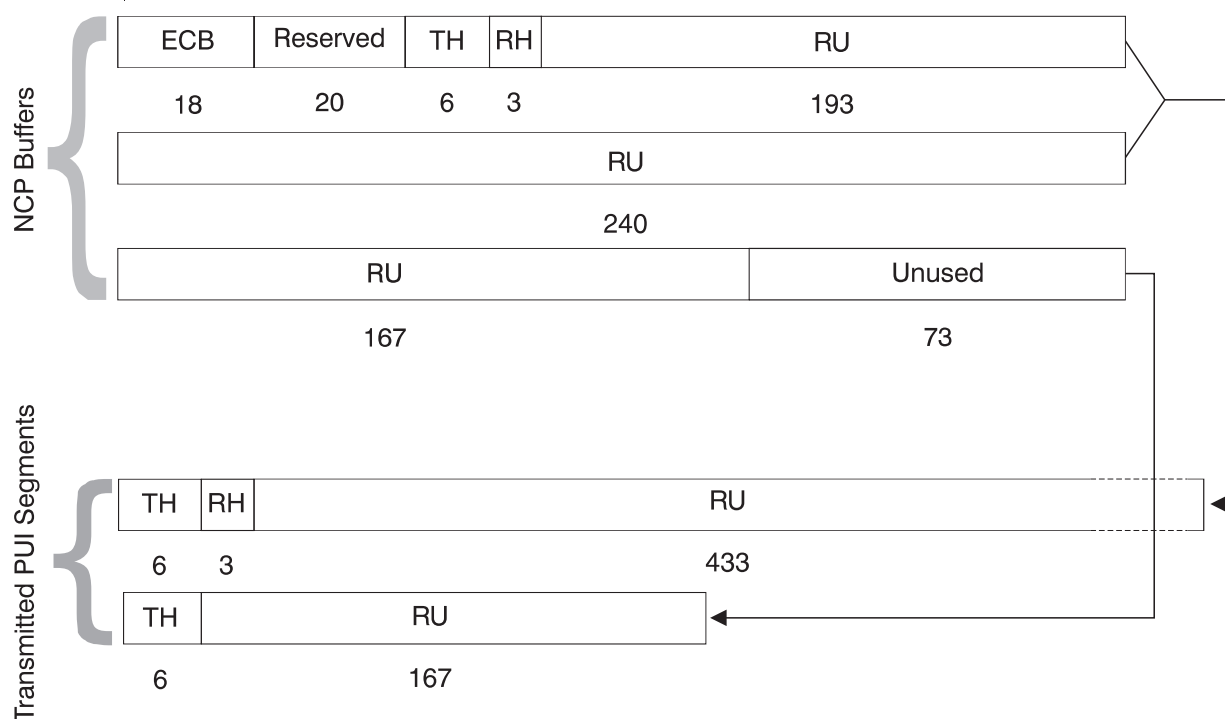 NCP Buffers
ECB Reserved TH RH RU
18 20 6 3 193
RU
240
RU Unused
167 73
Transmitted PUI Segments
TH RH RU
6 3 433
TH RU
6 167